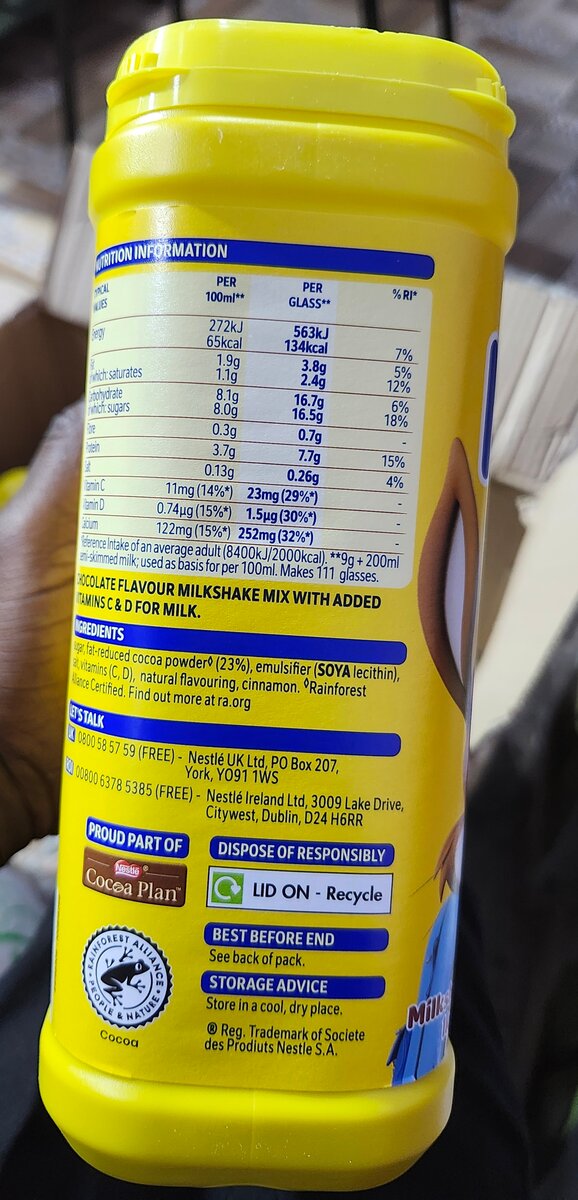 NUTRITION INFORMATION
TYPICAL VALUES PER 100ml** PER GLASS** % RI*
Energy 272kJ 563kJ
65kcal 134kcal 7%
Fat 1.9g 3.8g 5%
of which: saturates 1.1g 2.4g 12%
Carbohydrate 8.1g 16.7g 6%
of which: sugars 8.0g 16.5g 18%
Fibre 0.3g 0.7g -
Protein 3.7g 7.7g 15%
Salt 0.13g 0.26g 4%
Vitamin C 11mg (14%*) 23mg (29%*) -
Vitamin D 0.74µg (15%*) 1.5µg (30%*) -
Calcium 122mg (15%*) 252mg (32%*) -
Reference Intake of an average adult (8400kJ/2000kcal), **9g + 200ml
semi-skimmed milk; used as basis for per 100ml. Makes 111 glasses.
CHOCOLATE FLAVOUR MILKSHAKE MIX WITH ADDED
VITAMINS C & D FOR MILK.
INGREDIENTS
Sugar, fat-reduced cocoa powder◊ (23%), emulsifier (SOYA lecithin),
salt, vitamins (C, D), natural flavouring, cinnamon. ◊Rainforest
Alliance Certified. Find out more at ra.org
LET'S TALK
UK 0800 58 57 59 (FREE) - Nestlé UK Ltd, PO Box 207,
York, YO91 1WS
00800 6378 5385 (FREE) - Nestlé Ireland Ltd, 3009 Lake Drive,
Citywest, Dublin, D24 H6RR
PROUD PART OF
Nestlé®
Cocoa Plan™
RAINFOREST ALLIANCE
PEOPLE & NATURE
Cocoa
DISPOSE OF RESPONSIBLY
LID ON - Recycle
BEST BEFORE END
See back of pack.
STORAGE ADVICE
Store in a cool, dry place.
® Reg. Trademark of Societe
des Produits Nestle S.A.
Milks